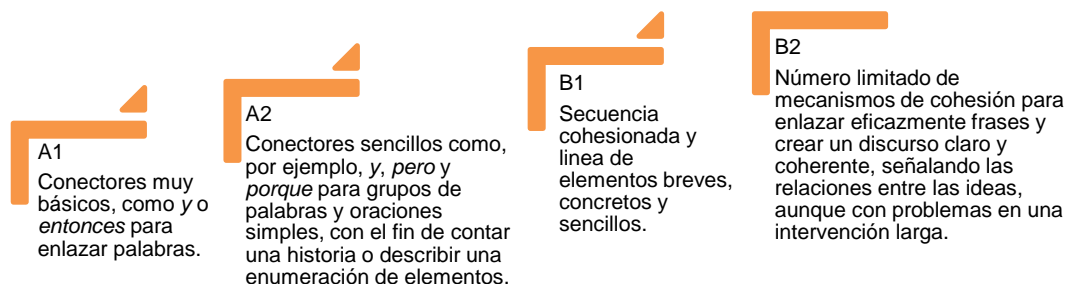 A1
Conectores muy
básicos, como y o
entonces para
enlazar palabras.
A2
Conectores sencillos como,
por ejemplo, y, pero y
porque para grupos de
palabras y oraciones
simples, con el fin de contar
una historia o describir una
enumeración de elementos.
B1
Secuencia
cohesionada y
linea de
elementos breves,
concretos y
sencillos.
B2
Número limitado de
mecanismos de cohesión para
enlazar eficazmente frases y
crear un discurso claro y
coherente, señalando las
relaciones entre las ideas,
aunque con problemas en una
intervención larga.